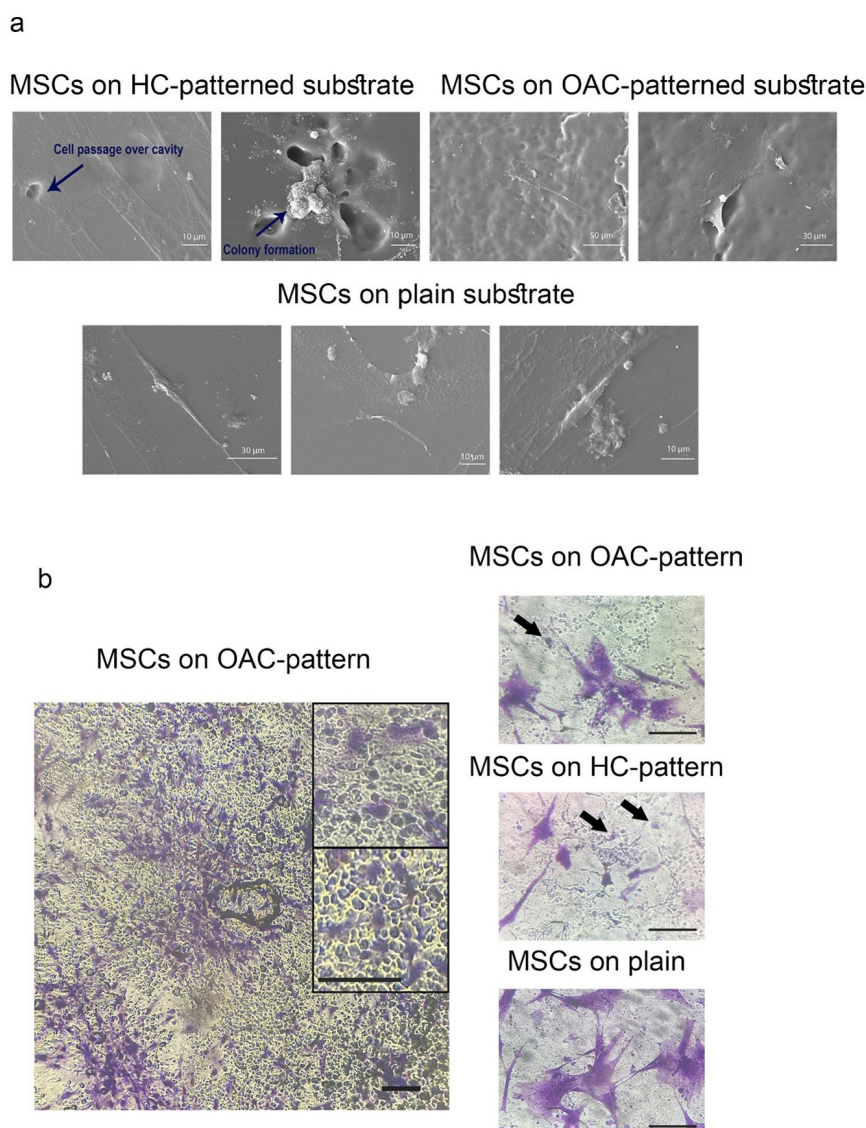 a
MSCs on HC-patterned substrate
MSCs on OAC-patterned substrate
Cell passage over cavity
10 µm
Colony formation
10 µm
50 µm
30 µm
MSCs on plain substrate
30 µm
10 µm
10 µm
b
MSCs on OAC-pattern
MSCs on OAC-pattern
MSCs on HC-pattern
MSCs on plain